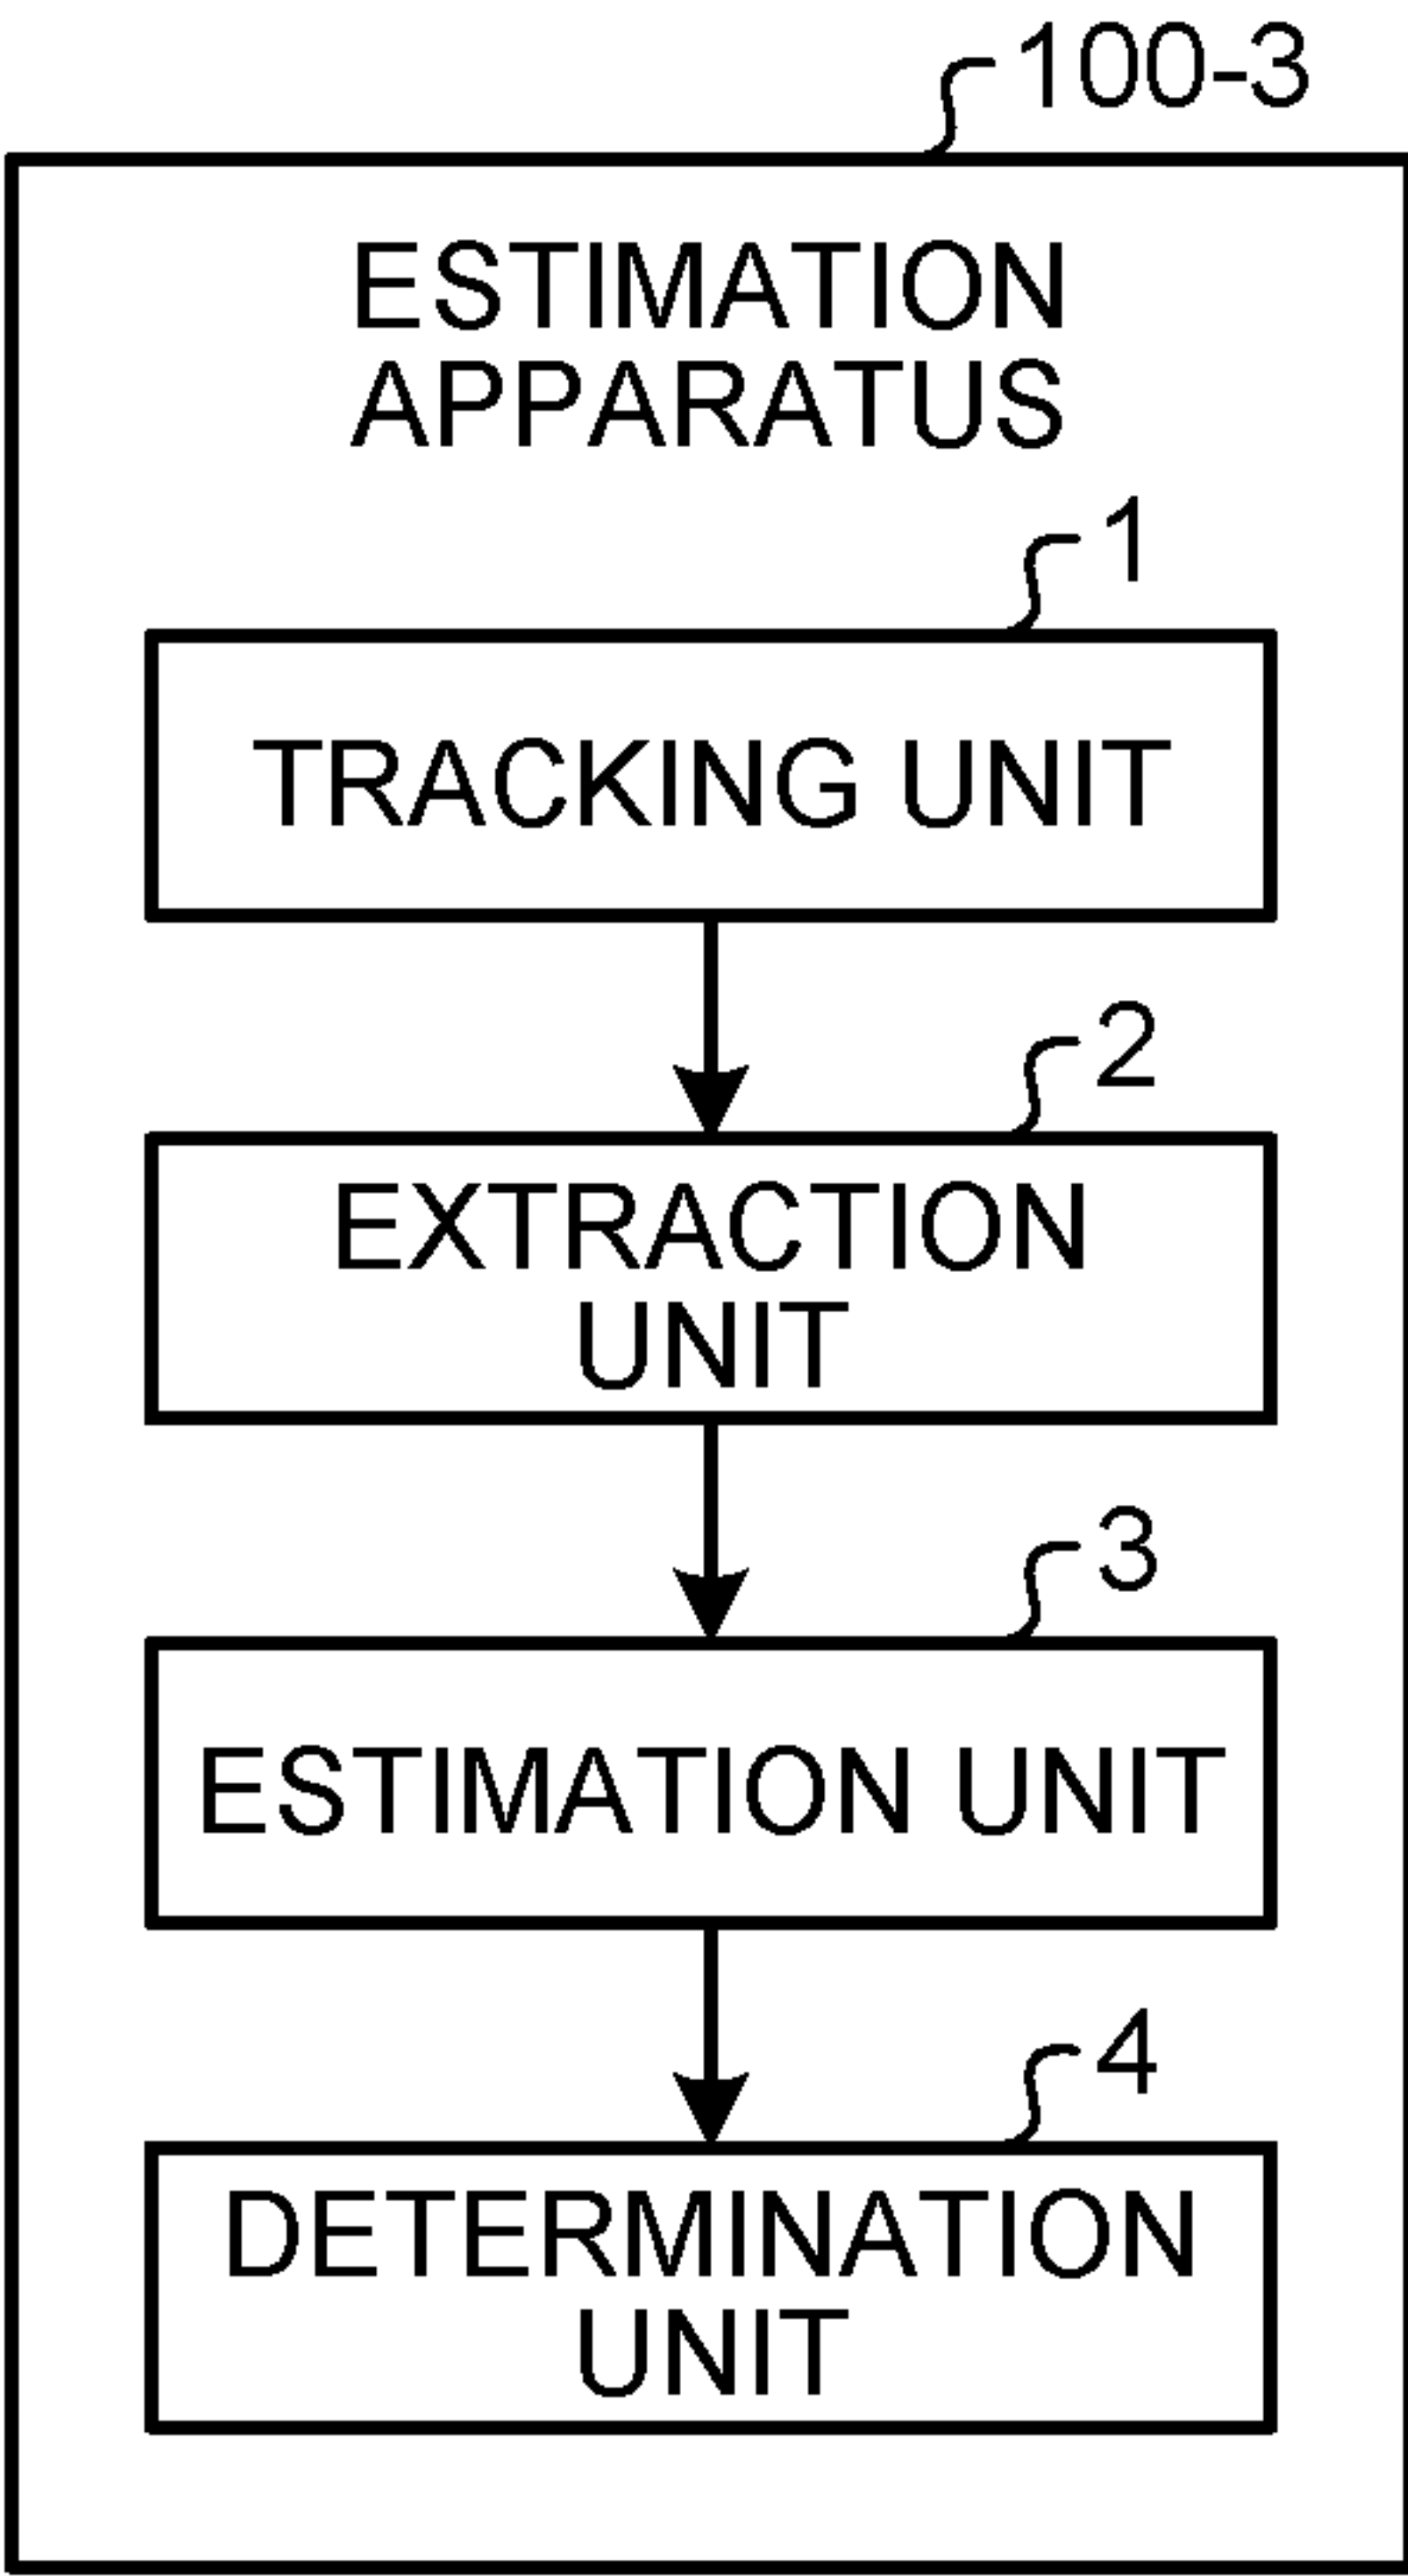 100-3
ESTIMATION
APPARATUS
1
TRACKING UNIT
2
EXTRACTION
UNIT
3
ESTIMATION UNIT
4
DETERMINATION
UNIT